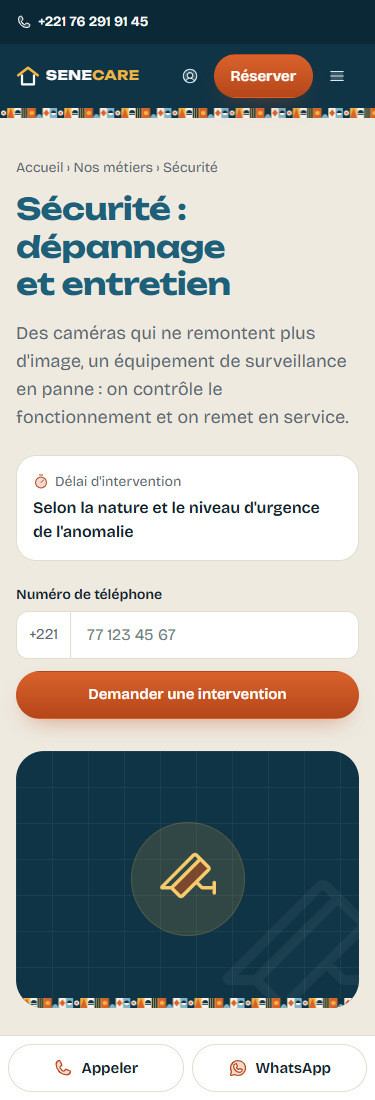 +221 76 291 91 45
SENECARE
Réserver
Accueil › Nos métiers › Sécurité
Sécurité :
dépannage
et entretien
Des caméras qui ne remontent plus
d'image, un équipement de surveillance
en panne : on contrôle le
fonctionnement et on remet en service.
Délai d'intervention
Selon la nature et le niveau d'urgence
de l'anomalie
Numéro de téléphone
+221 77 123 45 67
Demander une intervention
Appeler
WhatsApp